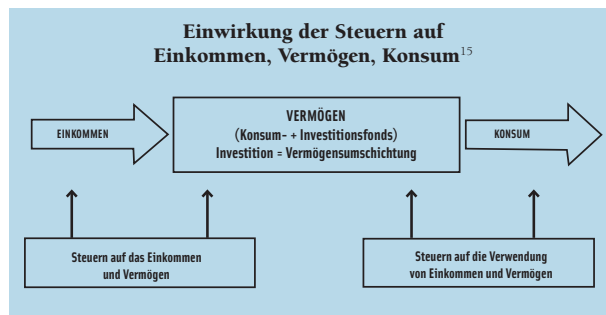 Einwirkung der Steuern auf
Einkommen, Vermögen, Konsum15
EINKOMMEN
VERMÖGEN
(Konsum- + Investitionsfonds)
Investition = Vermögensumschichtung
KONSUM
Steuern auf das Einkommen
und Vermögen
Steuern auf die Verwendung
von Einkommen und Vermögen